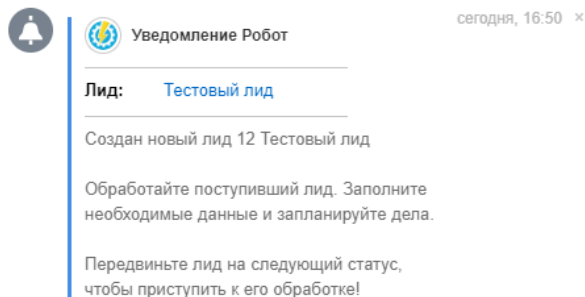 сегодня, 16:50 ×
Уведомление Робот
Лид: Тестовый лид
Создан новый лид 12 Тестовый лид
Обработайте поступивший лид. Заполните
необходимые данные и запланируйте дела.
Передвиньте лид на следующий статус,
чтобы приступить к его обработке!